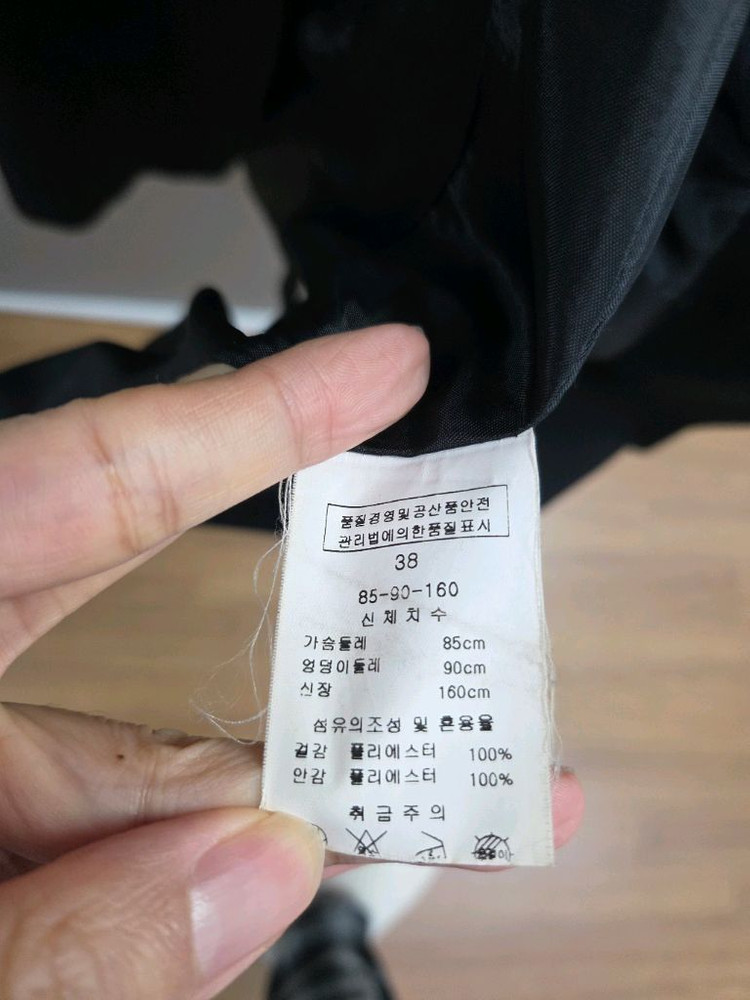 품질경영및공산품안전
관리법에의한품질표시
38
85-90-160
신체치수
가슴둘레 85cm
엉덩이둘레 90cm
신장 160cm
섬유의조성 및 혼용율
겉감 폴리에스터 100%
안감 폴리에스터 100%
취급주의